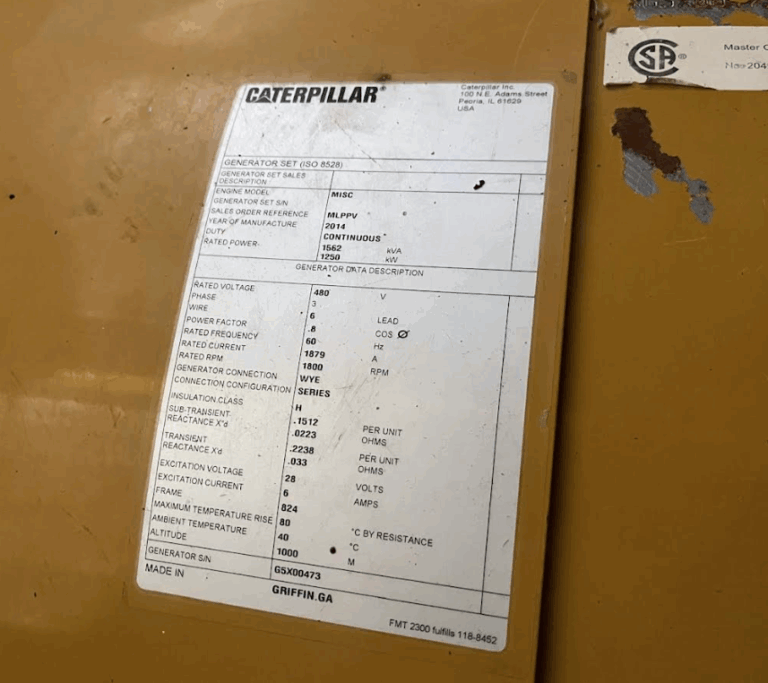 CATERPILLAR®
Caterpillar Inc.
100 N.E. Adams Street
Peoria, IL 61629
USA
GENERATOR SET (ISO 8528)
GENERATOR SET SALES
DESCRIPTION
ENGINE MODEL MISC
GENERATOR SET S/N
SALES ORDER REFERENCE MLPPV
YEAR OF MANUFACTURE 2014
DUTY CONTINUOUS
RATED POWER 1562 kVA
1250 kW
GENERATOR DATA DESCRIPTION
RATED VOLTAGE 480 V
PHASE 3
WIRE 6 LEAD
POWER FACTOR .8 COS Ø
RATED FREQUENCY 60 Hz
RATED CURRENT 1879 A
RATED RPM 1800 RPM
GENERATOR CONNECTION WYE
CONNECTION CONFIGURATION SERIES
INSULATION CLASS H
SUB-TRANSIENT .1512 PER UNIT
REACTANCE X'd .0223 OHMS
TRANSIENT .2238 PER UNIT
REACTANCE X'd .033 OHMS
EXCITATION VOLTAGE 28 VOLTS
EXCITATION CURRENT 6 AMPS
FRAME 824
MAXIMUM TEMPERATURE RISE 80 °C BY RESISTANCE
AMBIENT TEMPERATURE 40 °C
ALTITUDE 1000 M
GENERATOR S/N G5X00473
MADE IN GRIFFIN.GA
FMT 2300 fulfills 118-8452
CSA®
Master